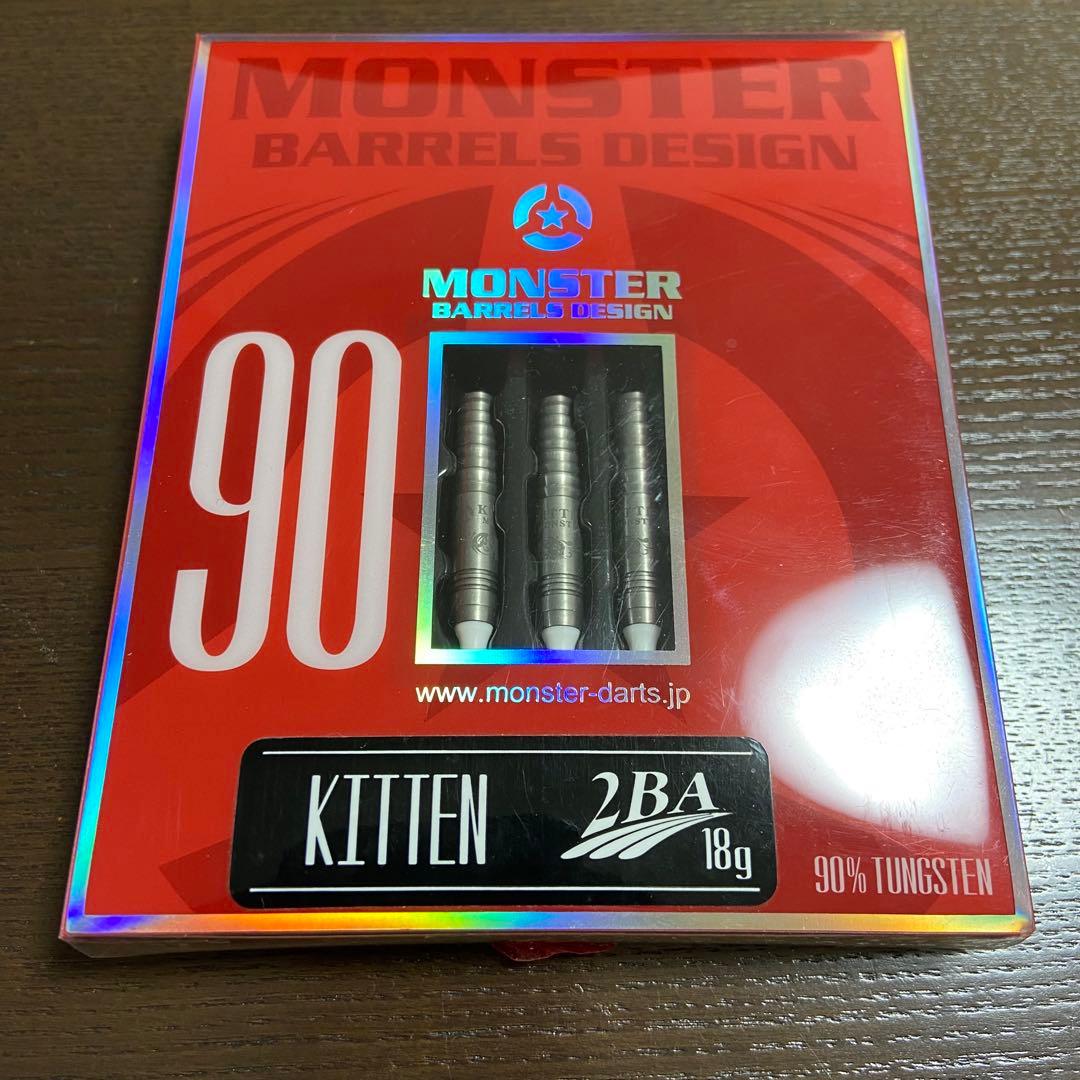 MONSTER
BARRELS DESIGN
MONSTER
BARRELS DESIGN
90
www.monster-darts.jp
KITTEN 2BA
18g
90% TUNGSTEN